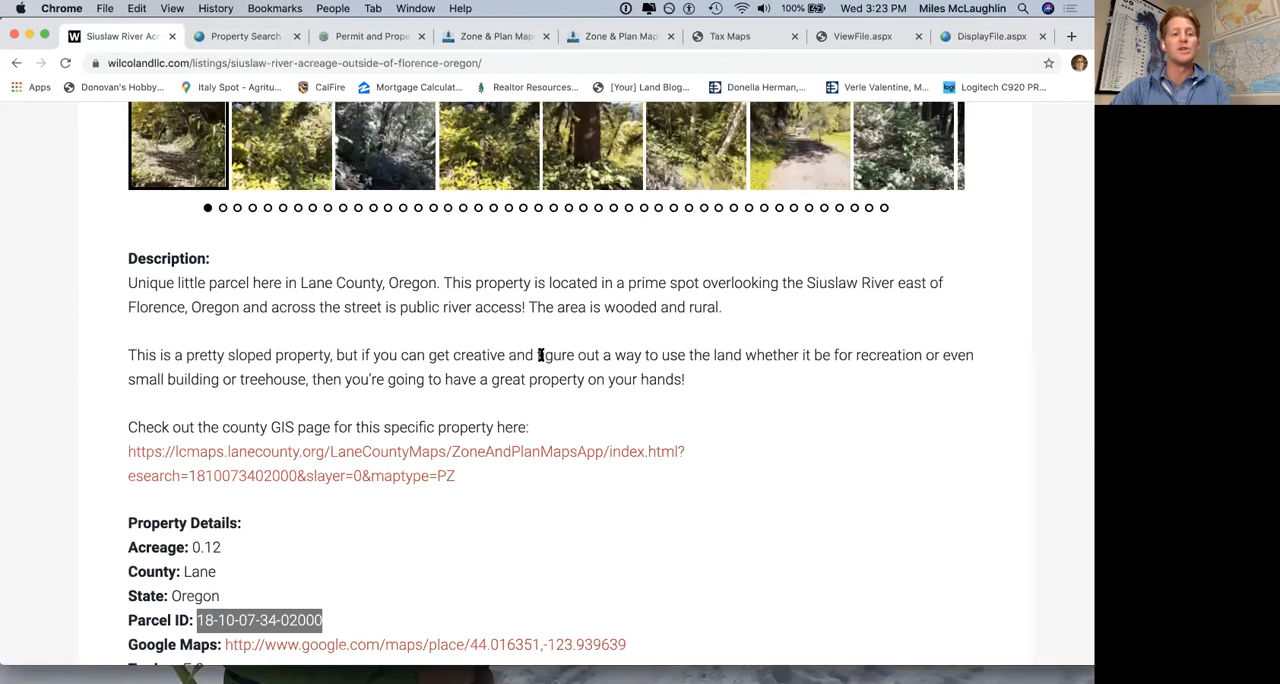 Chrome File Edit View History Bookmarks People Tab Window Help 100% Wed 3:23 PM Miles McLaughlin
Siuslaw River Acr Property Search Permit and Prope Zone & Plan Map Zone & Plan Map Tax Maps ViewFile.aspx DisplayFile.aspx
wilcolandllc.com/listings/siuslaw-river-acreage-outside-of-florence-oregon/
Apps Donovan's Hobby... Italy Spot - Agritu... CalFire Mortgage Calculat... Realtor Resources... [Your] Land Blog... Donella Herman,... Verle Valentine, M... Logitech C920 PR...
Description:
Unique little parcel here in Lane County, Oregon. This property is located in a prime spot overlooking the Siuslaw River east of
Florence, Oregon and across the street is public river access! The area is wooded and rural.
This is a pretty sloped property, but if you can get creative and figure out a way to use the land whether it be for recreation or even
small building or treehouse, then you're going to have a great property on your hands!
Check out the county GIS page for this specific property here:
https://lcmaps.lanecounty.org/LaneCountyMaps/ZoneAndPlanMapsApp/index.html?
esearch=1810073402000&slayer=0&maptype=PZ
Property Details:
Acreage: 0.12
County: Lane
State: Oregon
Parcel ID: 18-10-07-34-02000
Google Maps: http://www.google.com/maps/place/44.016351,-123.939639